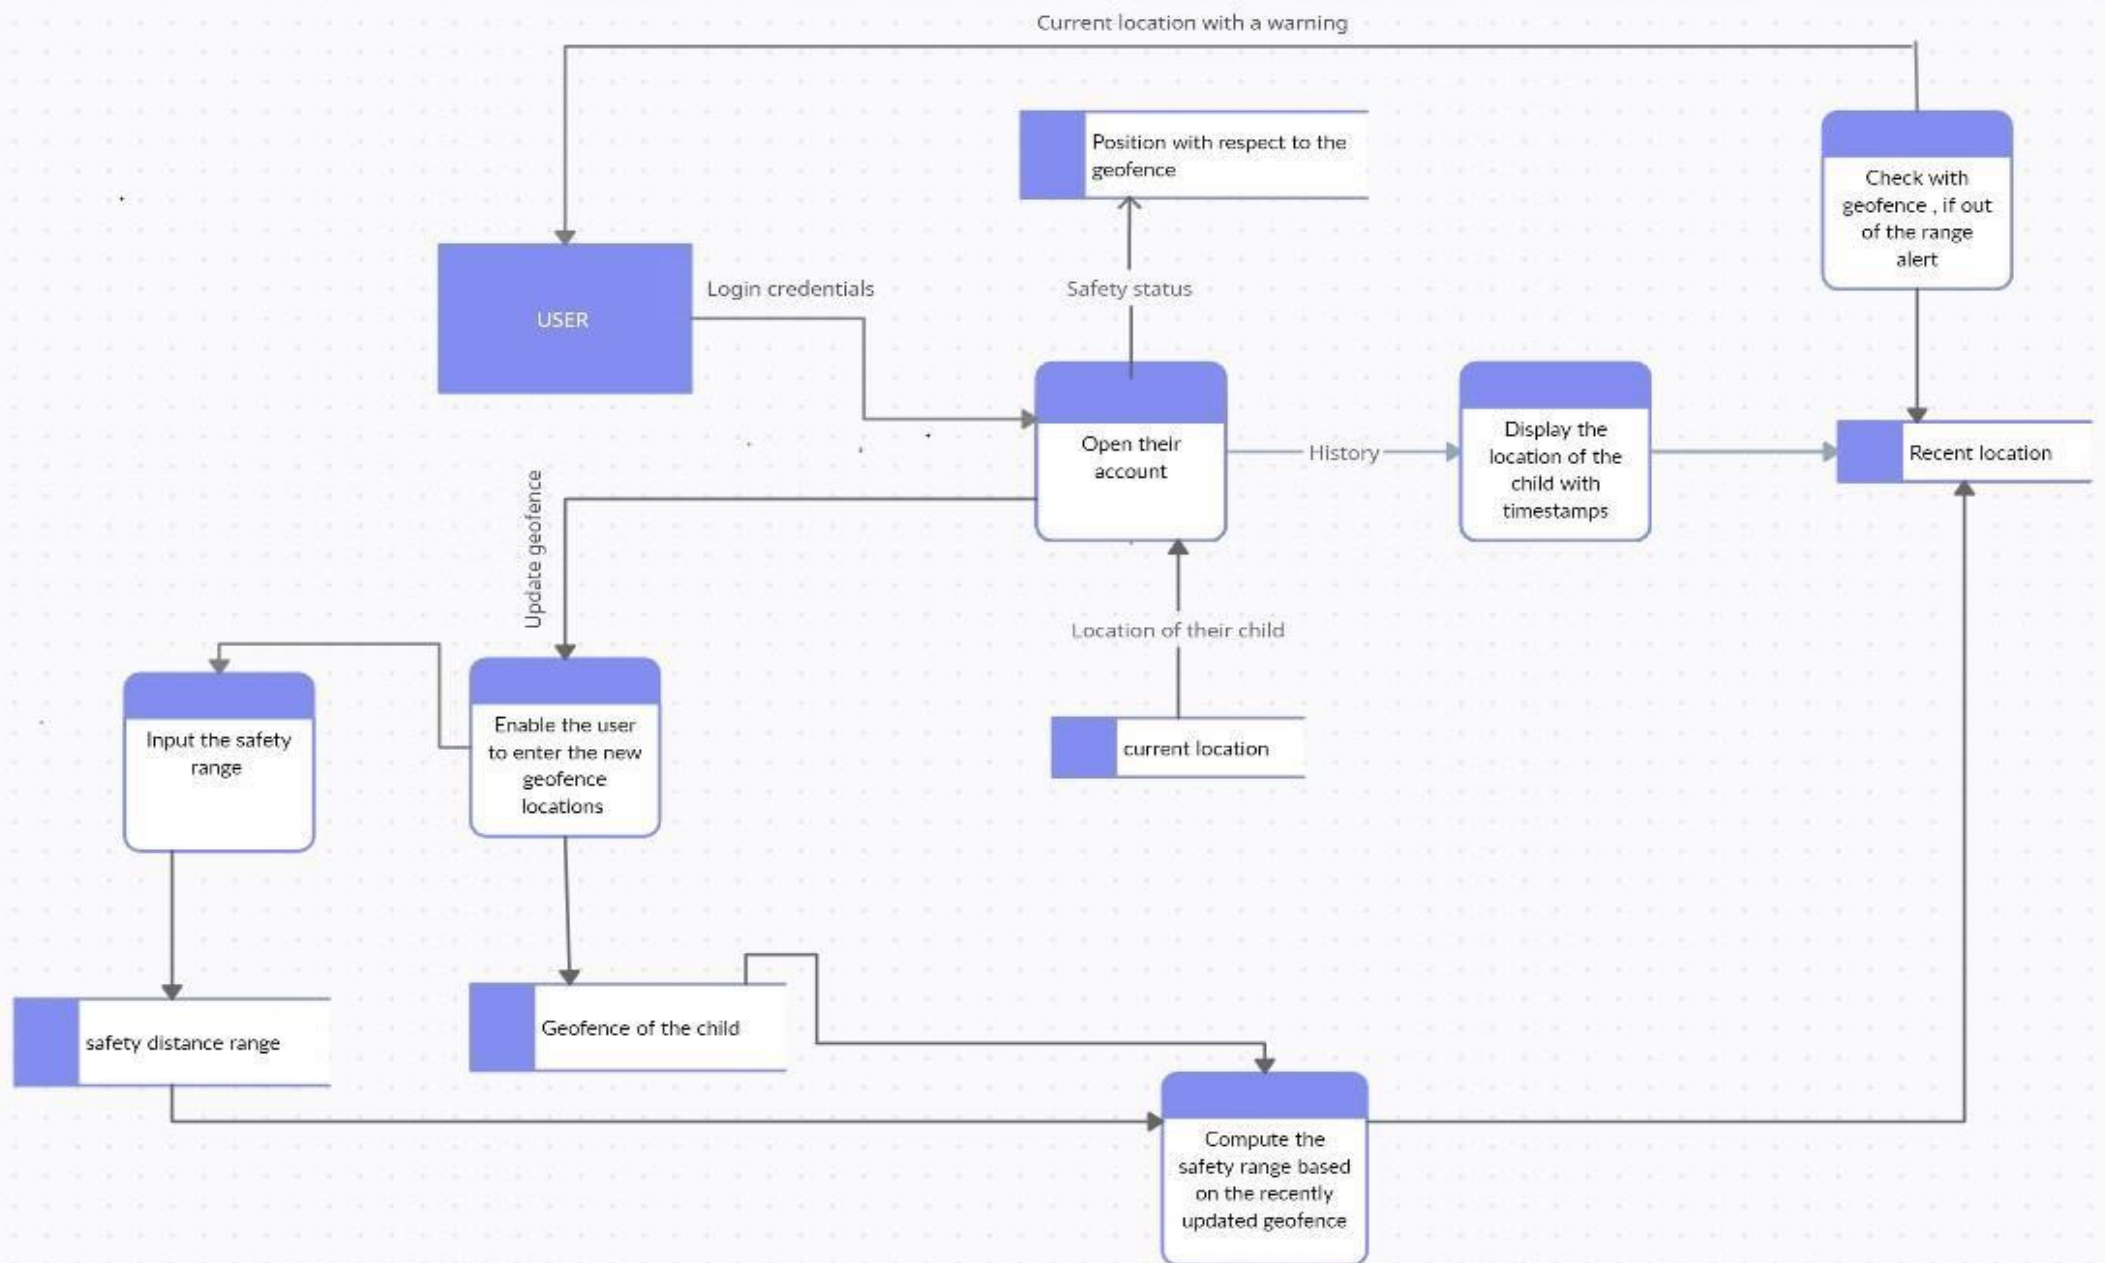 Current location with a warning
Position with respect to the
geofence
Check with
geofence , if out
of the range
alert
Login credentials
Safety status
USER
Open their
account
History
Display the
location of the
child with
timestamps
Recent location
Update geofence
Location of their child
Input the safety
range
Enable the user
to enter the new
geofence
locations
current location
safety distance range
Geofence of the child
Compute the
safety range based
on the recently
updated geofence